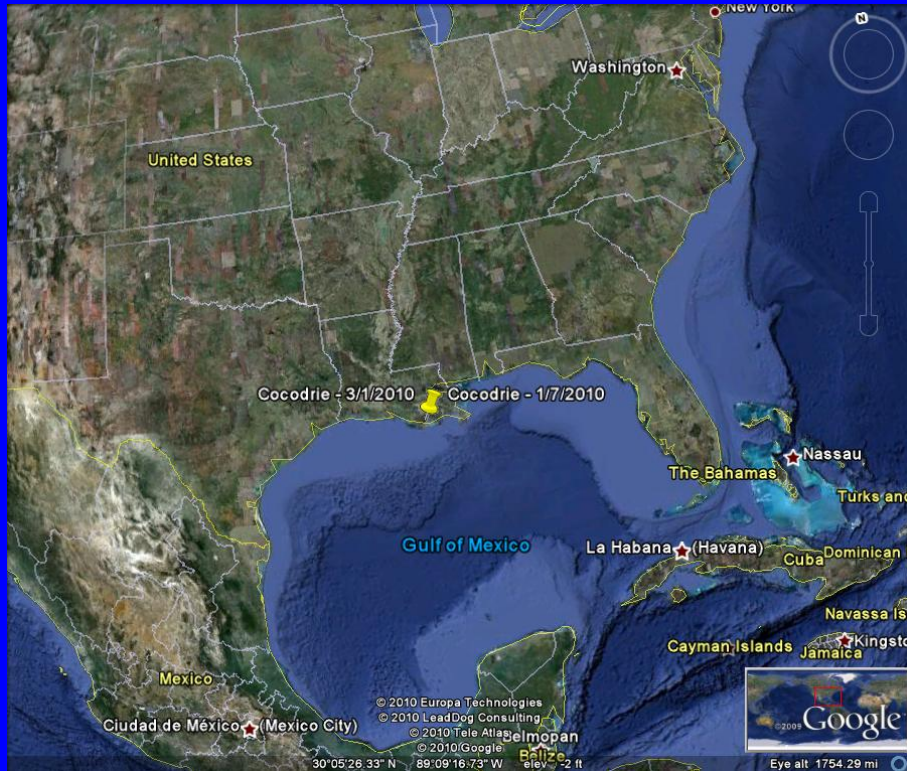 New York
N
Washington
United States
Cocodrie - 3/1/2010 Cocodrie - 1/7/2010
Nassau
The Bahamas
Turks and
Gulf of Mexico
La Habana (Havana)
Cuba Dominican
Navassa Is
Cayman Islands
Kingsto
Jamaica
Mexico
© 2010 Europa Technologies
© 2010 LeadDog Consulting
© 2010 Tele Atlas
© 2010 Google
Ciudad de México (Mexico City)
Belmopan
Belize
©2009 Google
30°05'26.33" N 89°09'16.73" W elev -2 ft
Eye alt 1754.29 mi